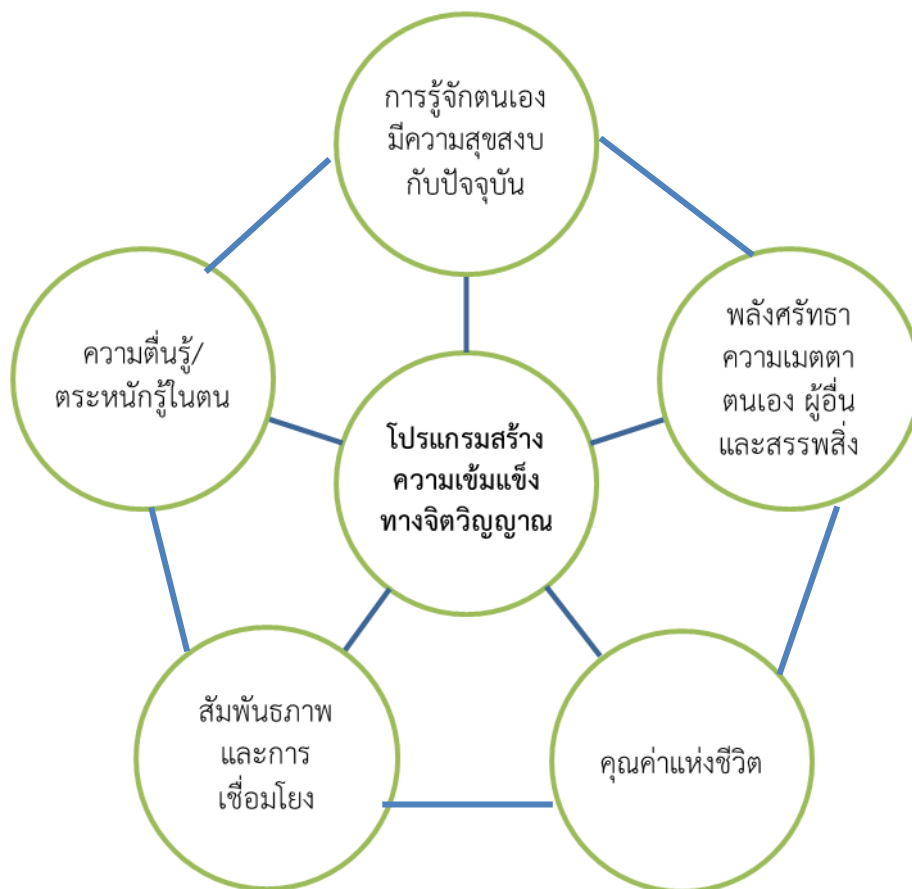 การรู้จักตนเอง
มีความสุขสงบ
กับปัจจุบัน
พลังศรัทธา
ความเมตตา
ตนเอง ผู้อื่น
และสรรพสิ่ง
ความตื่นรู้/
ตระหนักรู้ในตน
โปรแกรมสร้าง
ความเข้มแข็ง
ทางจิตวิญญาณ
สัมพันธภาพ
และการ
เชื่อมโยง
คุณค่าแห่งชีวิต